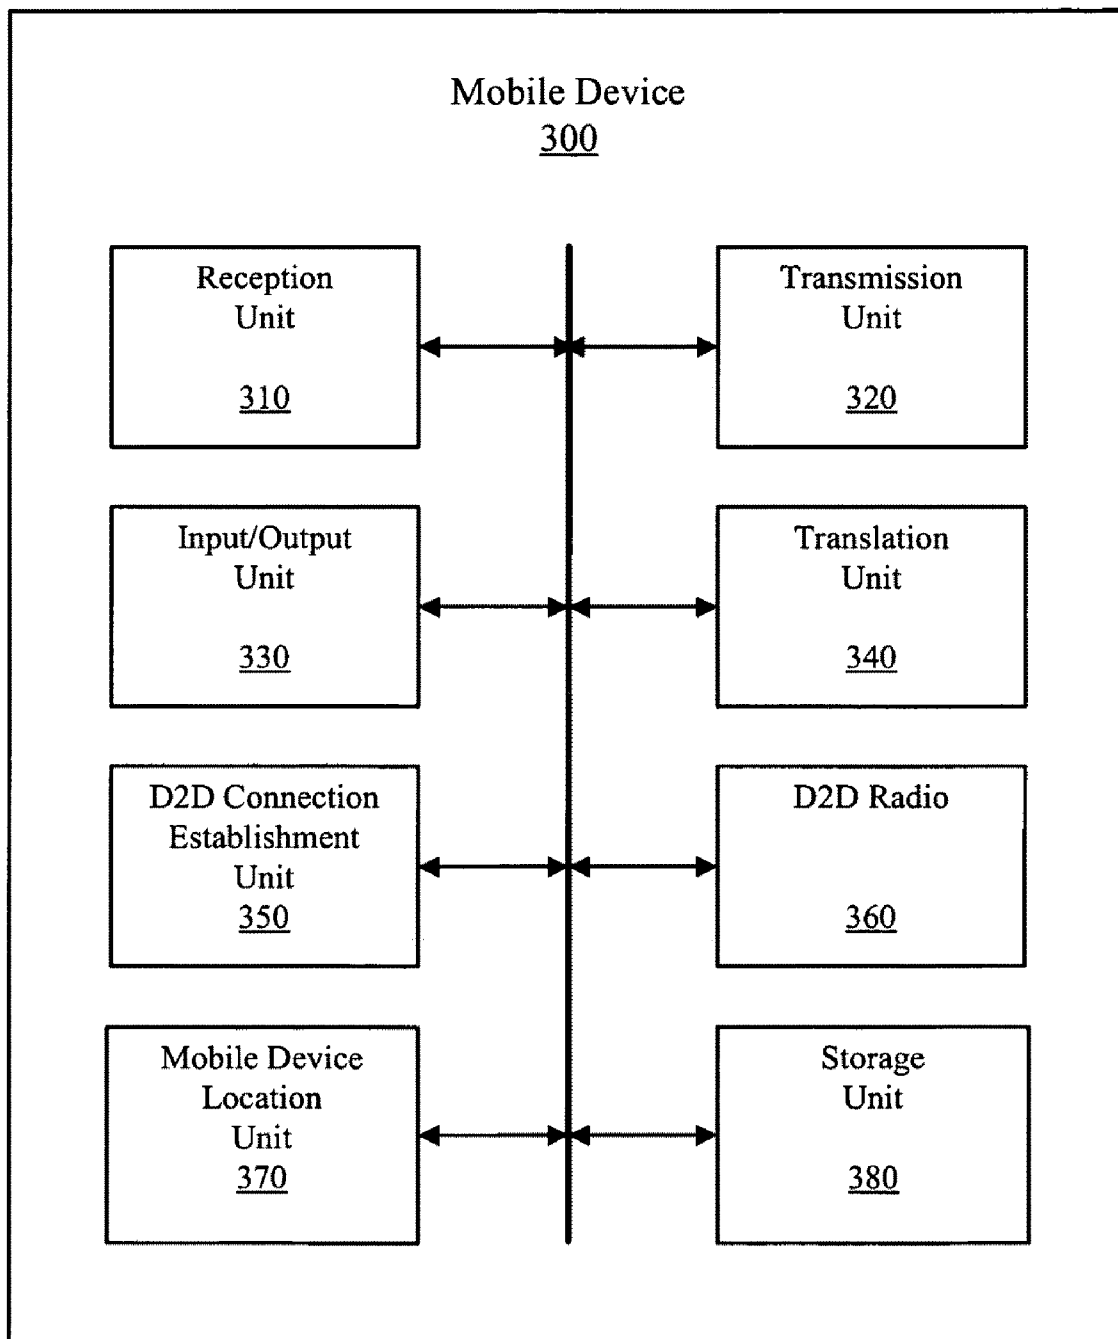 Mobile Device
300
Reception
Unit
310
Transmission
Unit
320
Input/Output
Unit
330
Translation
Unit
340
D2D Connection
Establishment
Unit
350
D2D Radio
360
Mobile Device
Location
Unit
370
Storage
Unit
380